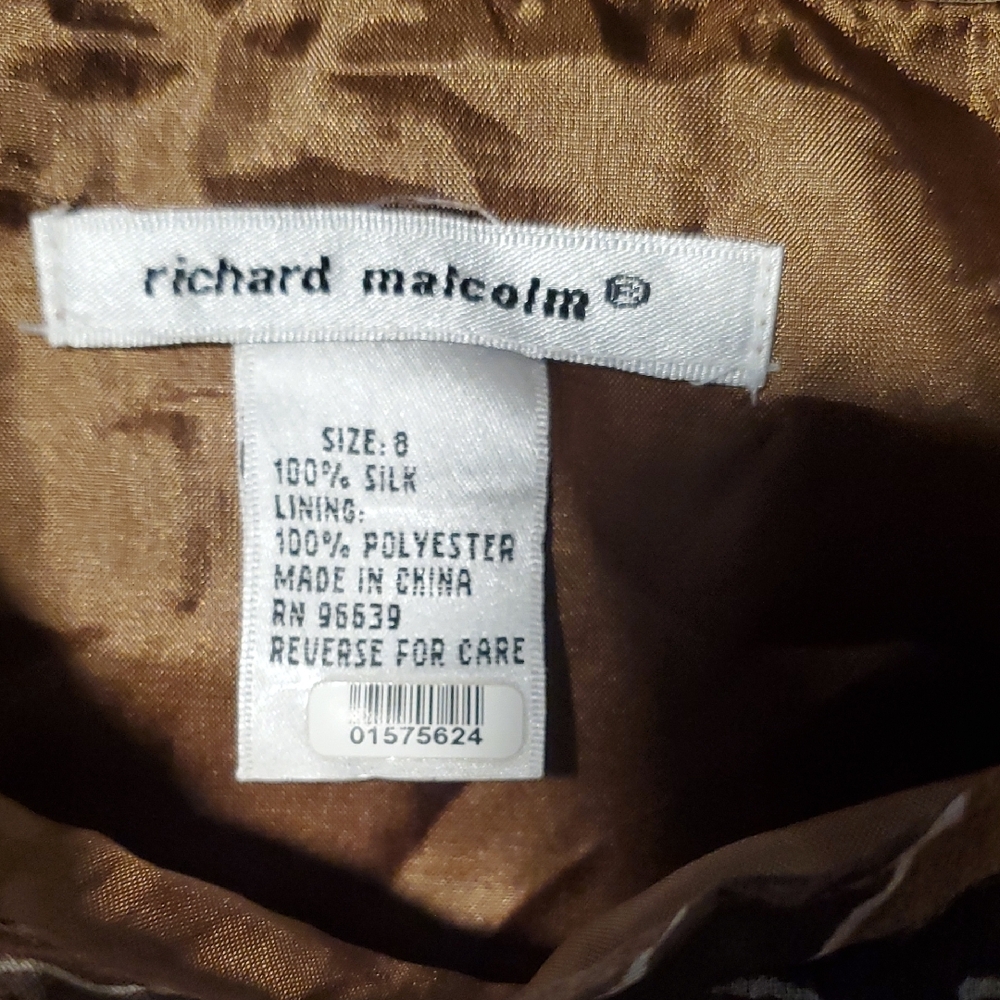 richard malcolm®
SIZE: 8
100% SILK
LINING:
100% POLYESTER
MADE IN CHINA
RN 96639
REVERSE FOR CARE
01575624